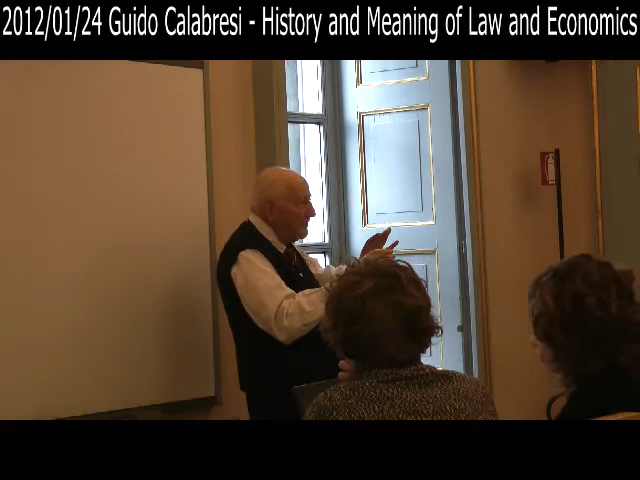 2012/01/24 Guido Calabresi - History and Meaning of Law and Economics